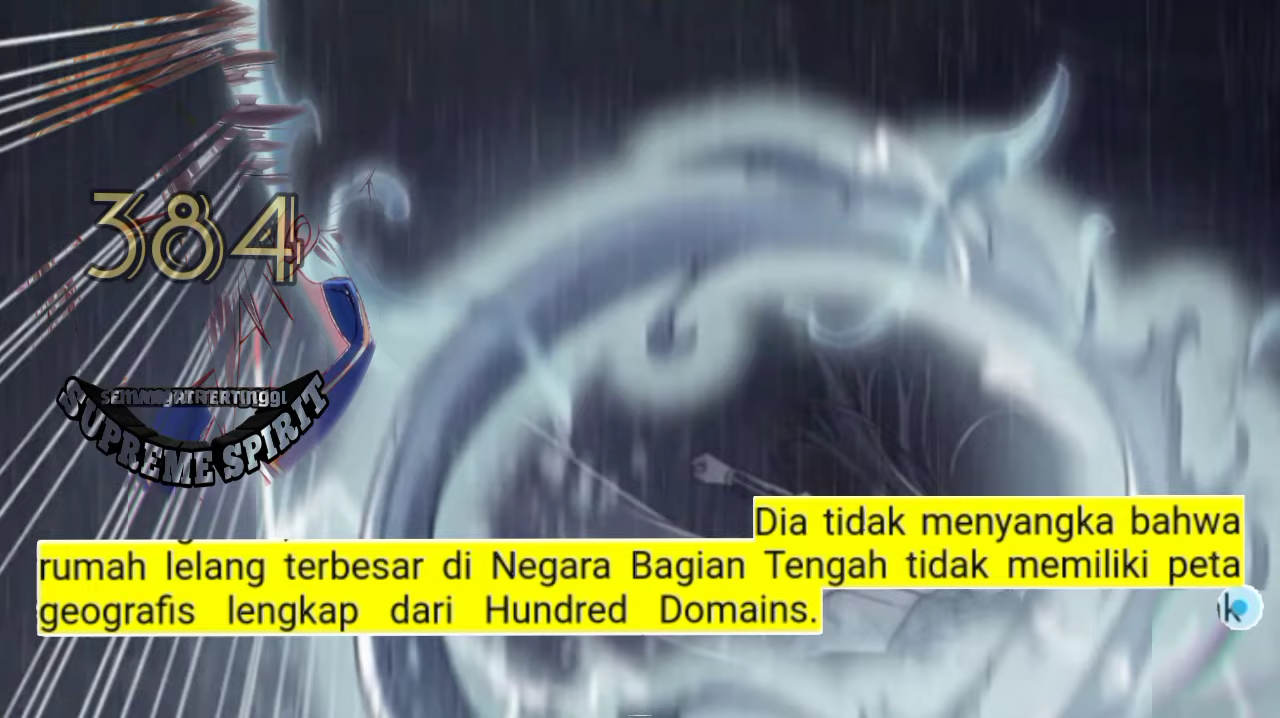 384
SUPREME SPIRIT
Dia tidak menyangka bahwa
rumah lelang terbesar di Negara Bagian Tengah tidak memiliki peta
geografis lengkap dari Hundred Domains.
k